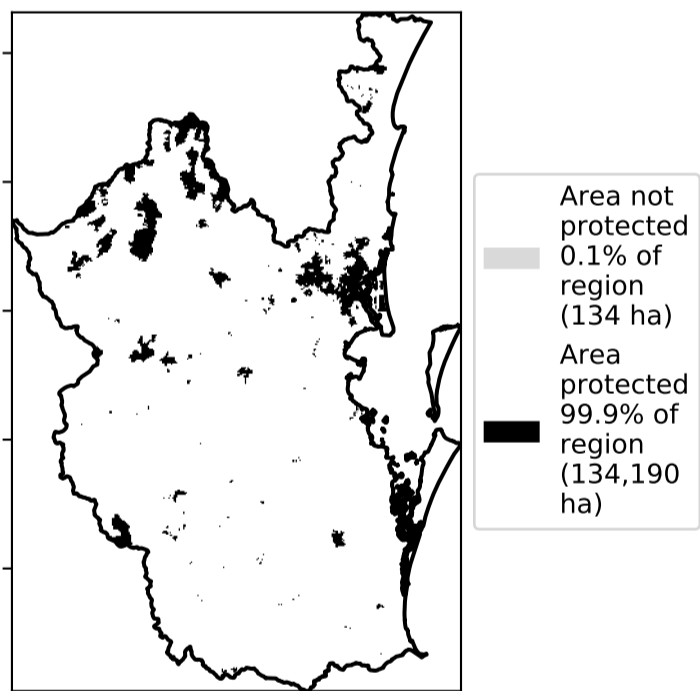 Area not
protected
0.1% of
region
(134 ha)
Area
protected
99.9% of
region
(134,190
ha)